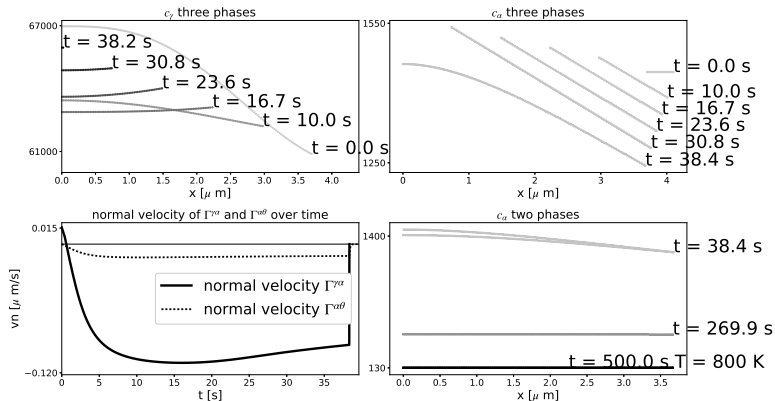 c_γ three phases
67000
61000
t = 38.2 s
t = 30.8 s
t = 23.6 s
t = 16.7 s
t = 10.0 s
t = 0.0 s
0.0 0.5 1.0 1.5 2.0 2.5 3.0 3.5 4.0
x [μ m]
c_α three phases
1550
1250
t = 0.0 s
t = 10.0 s
t = 16.7 s
t = 23.6 s
t = 30.8 s
t = 38.4 s
0 1 2 3 4
x [μ m]
normal velocity of Γ^γα and Γ^αθ over time
0.015
−0.120
vn [μ m/s]
normal velocity Γ^γα
normal velocity Γ^αθ
0 5 10 15 20 25 30 35
t [s]
c_α two phases
1400
130
t = 38.4 s
t = 269.9 s
t = 500.0 s T = 800 K
0.0 0.5 1.0 1.5 2.0 2.5 3.0 3.5
x [μ m]